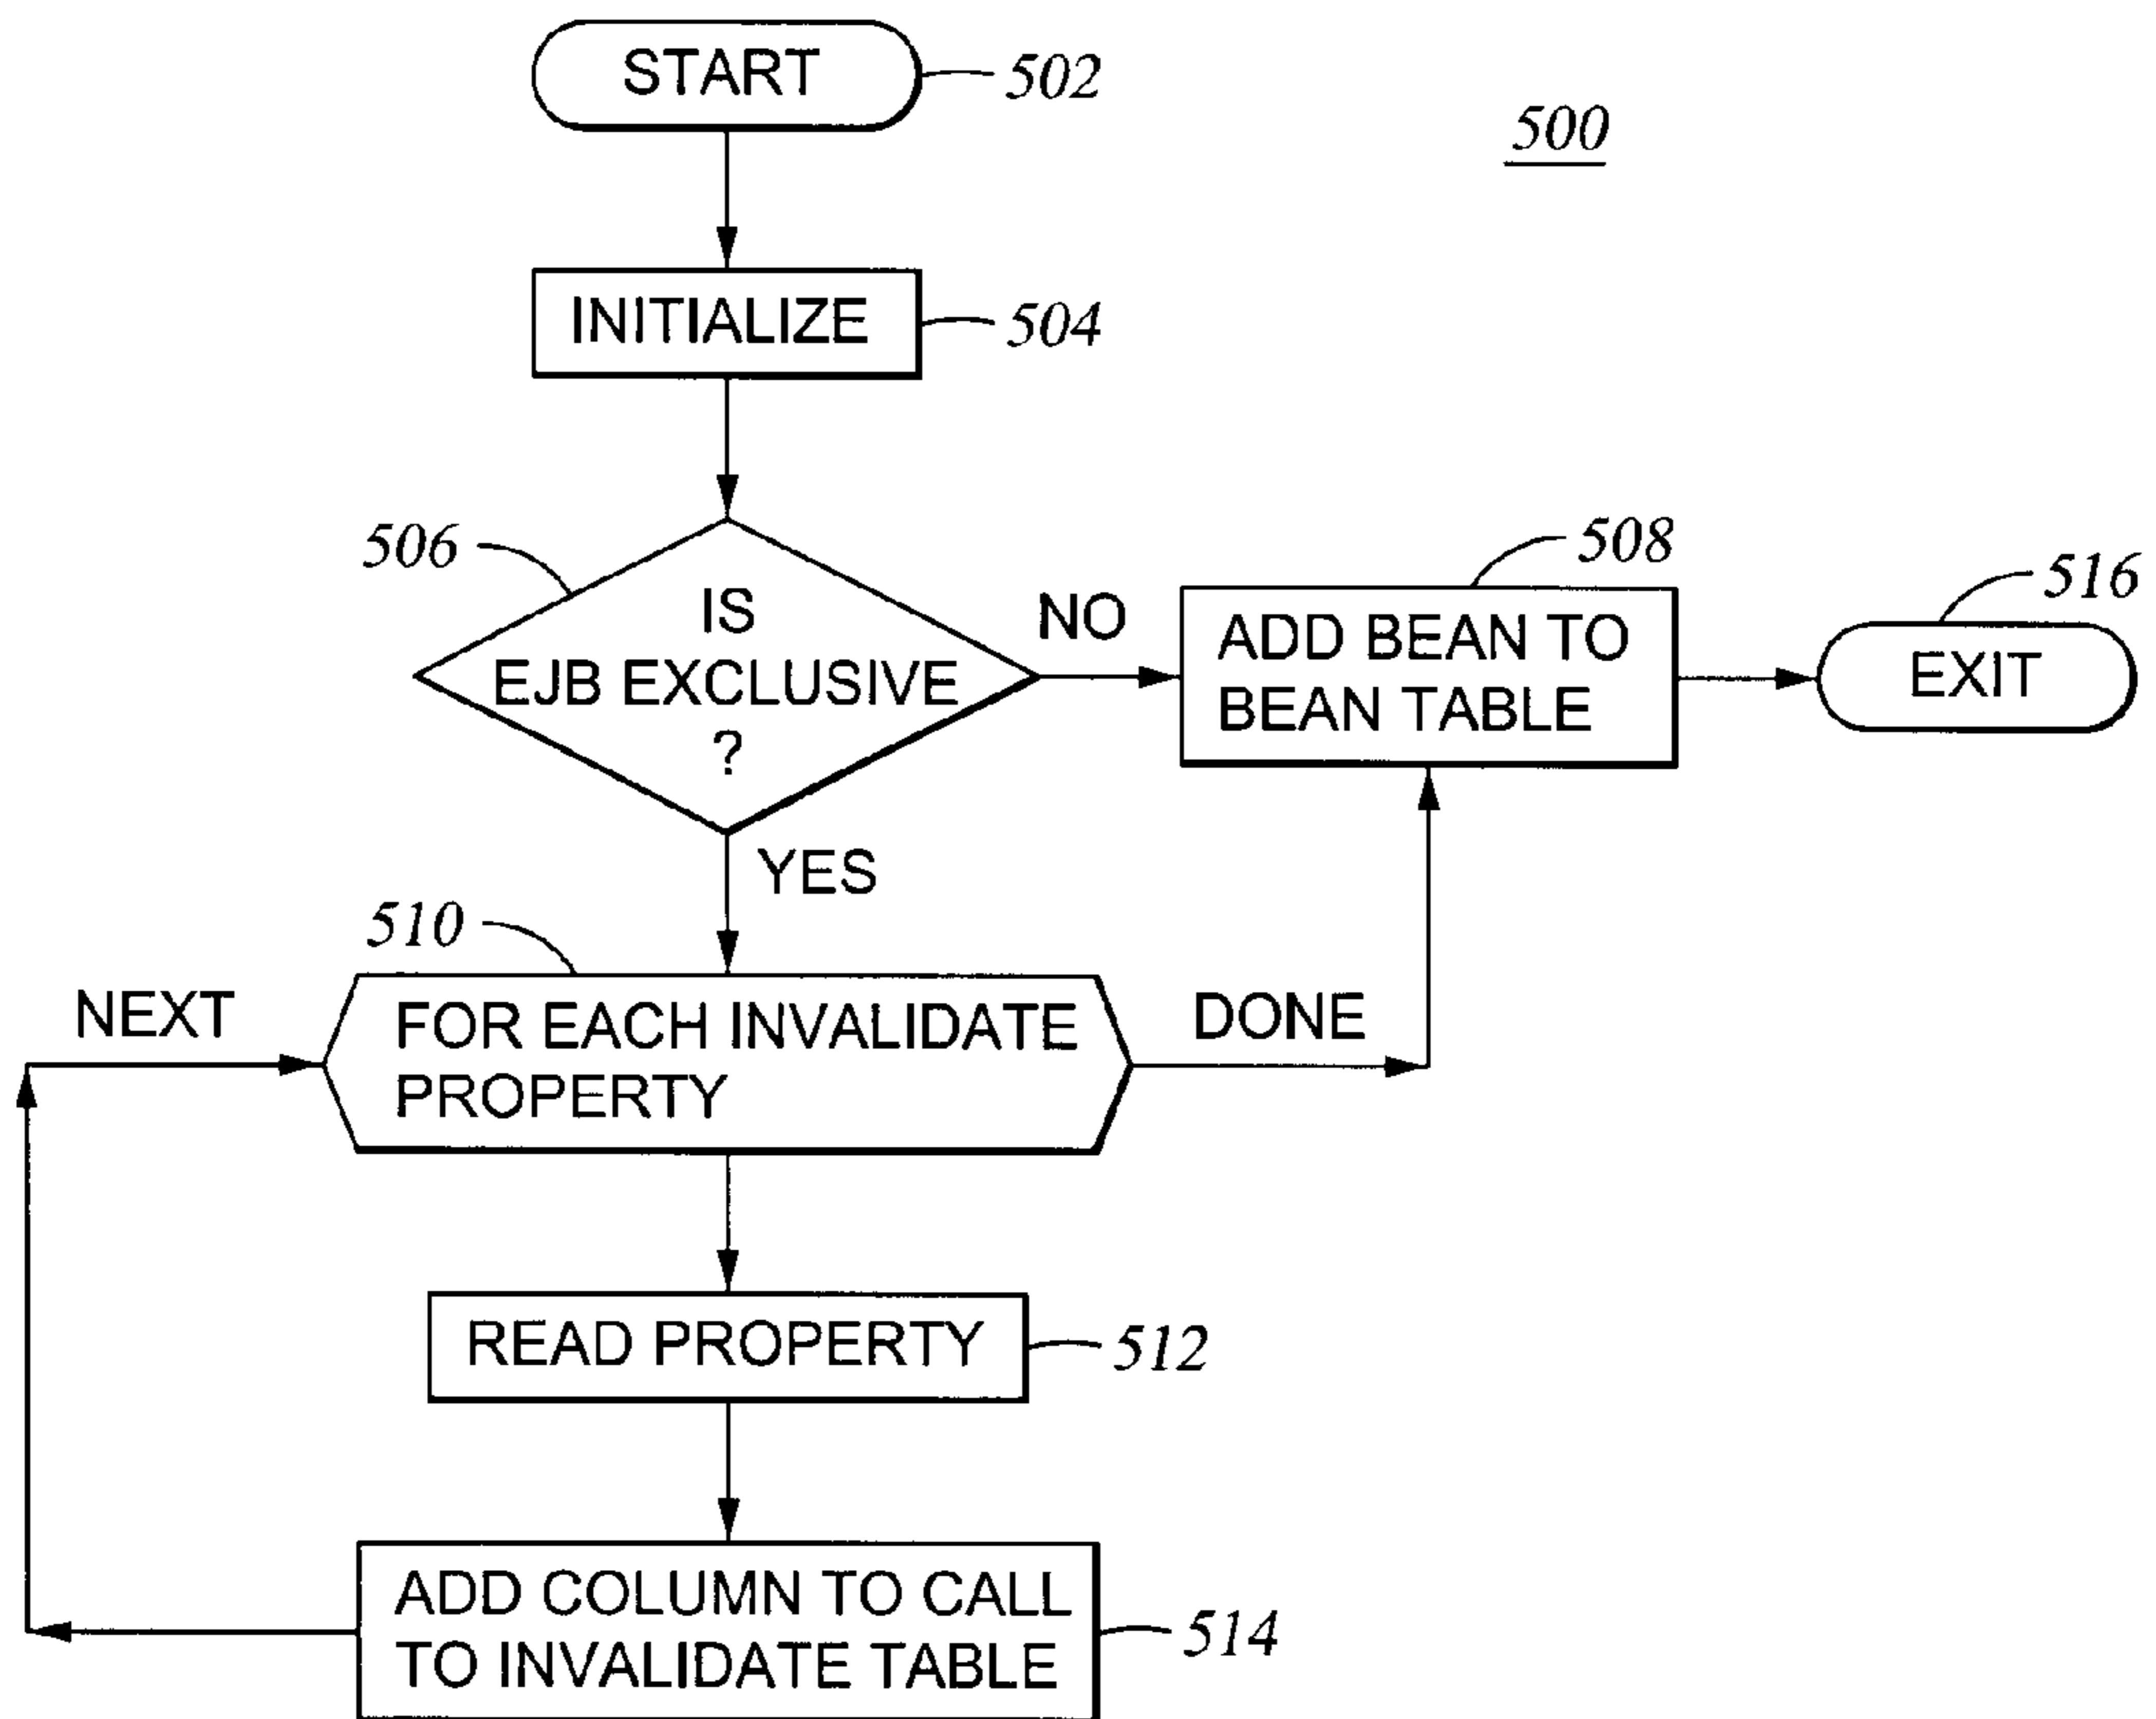 START
502
500
INITIALIZE
504
506
IS
EJB EXCLUSIVE
?
NO
508
ADD BEAN TO
BEAN TABLE
516
EXIT
YES
510
NEXT
FOR EACH INVALIDATE
PROPERTY
DONE
READ PROPERTY
512
ADD COLUMN TO CALL
TO INVALIDATE TABLE
514